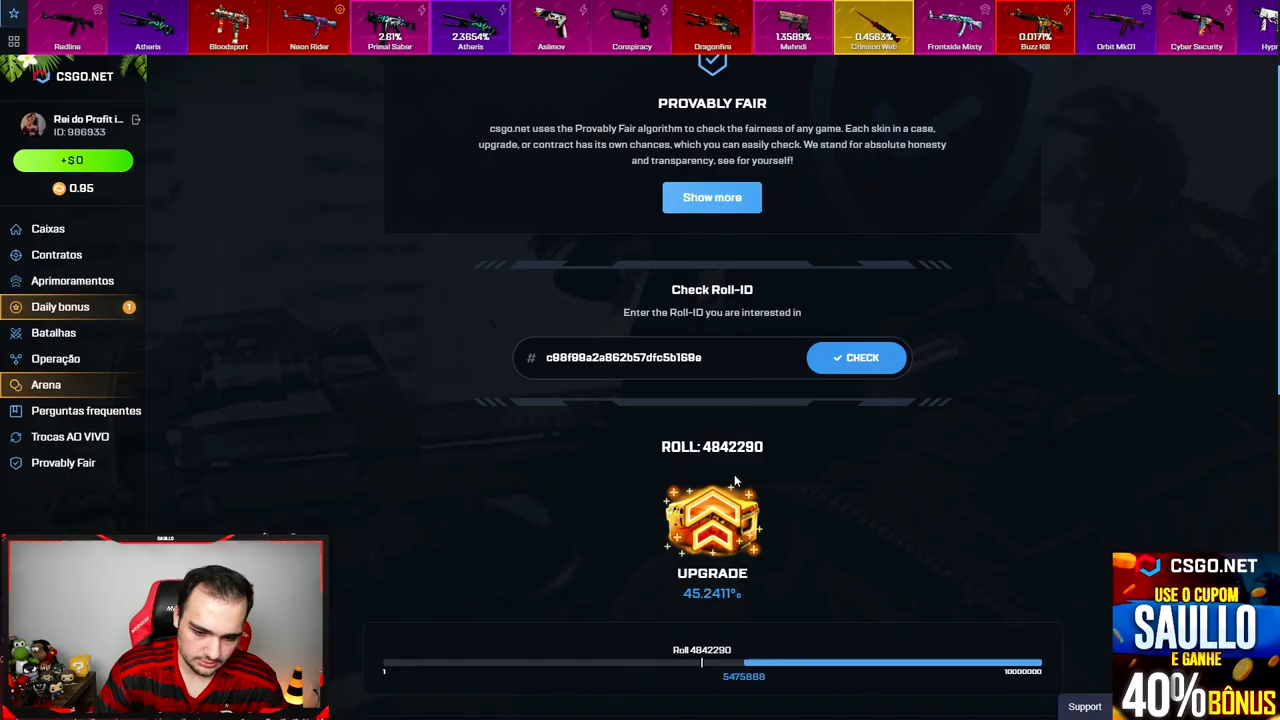 Redline
Atheris
Bloodsport
Neon Rider
2.61%
Primal Saber
2.3654%
Atheris
Asiimov
Conspiracy
Dragonfire
1.3589%
Mehndi
0.4563%
Crimson Web
Frontside Misty
0.0171%
Buzz Kill
Orbit Mk01
Cyber Security
CSGO.NET
Rei do Profit i...
ID: 986933
+$0
0.95
Caixas
Contratos
Aprimoramentos
Daily bonus
1
Batalhas
Operação
Arena
Perguntas frequentes
Trocas AO VIVO
Provably Fair
PROVABLY FAIR
csgo.net uses the Provably Fair algorithm to check the fairness of any game. Each skin in a case,
upgrade, or contract has its own chances, which you can easily check. We stand for absolute honesty
and transparency, see for yourself!
Show more
Check Roll-ID
Enter the Roll-ID you are interested in
# c98f99a2a862b57dfc5b169e
CHECK
ROLL: 4842290
UPGRADE
45.2411%
Roll 4842290
1
10000000
5475888
SAULLO
CSGO.NET
USE O CUPOM
SAULLO
E GANHE
40% BÔNUS
Support